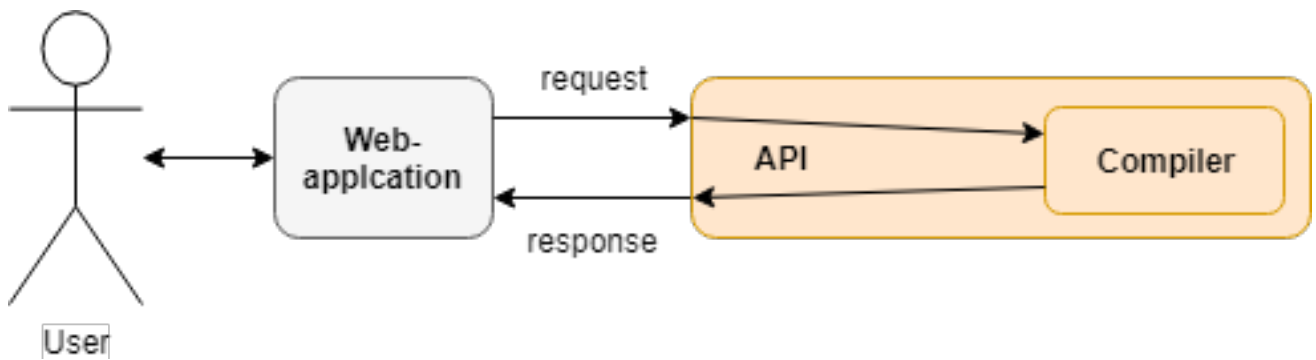 request
Web-
applcation
API
Compiler
response
User